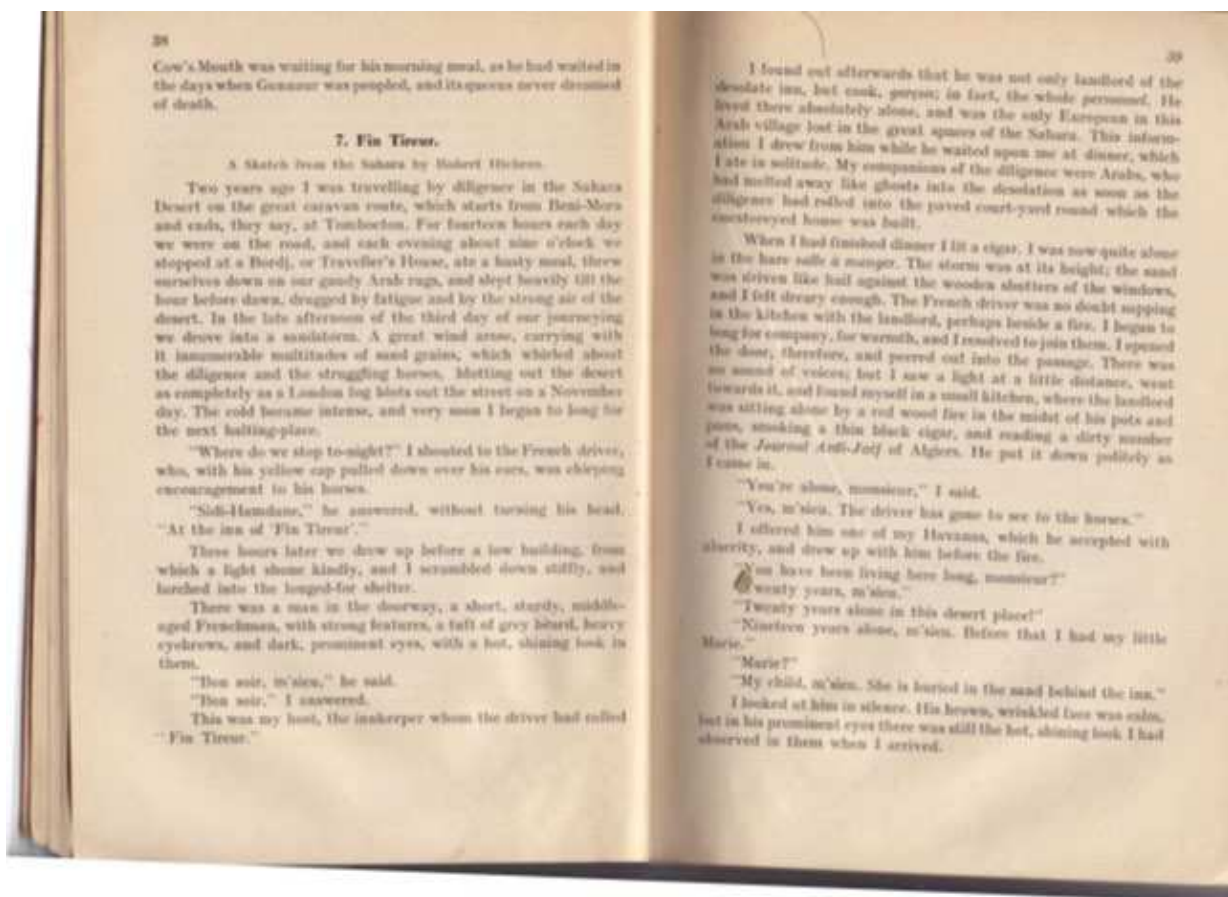 38
Cow's Mouth was waiting for his morning meal, as he had waited in
the days when Gunnaur was peopled, and its queens never dreamed
of death.
7. Fin Tireur.
A Sketch from the Sahara by Robert Hichens.
Two years ago I was travelling by diligence in the Sahara
Desert on the great caravan route, which starts from Beni-Mora
and ends, they say, at Tombouctou. For fourteen hours each day
we were on the road, and each evening about nine o'clock we
stopped at a Bordj, or Traveller's House, ate a hasty meal, threw
ourselves down on our gaudy Arab rugs, and slept heavily till the
hour before dawn, drugged by fatigue and by the strong air of the
desert. In the late afternoon of the third day of our journeying
we drove into a sandstorm. A great wind arose, carrying with
it innumerable multitudes of sand grains, which whirled about
the diligence and the struggling horses, blotting out the desert
as completely as a London fog blots out the street on a November
day. The cold became intense, and very soon I began to long for
the next halting-place.
"Where do we stop to-night?" I shouted to the French driver,
who, with his yellow cap pulled down over his ears, was chirping
encouragement to his horses.
"Sidi-Hamdane," he answered, without turning his head.
"At the inn of 'Fin Tireur'."
Three hours later we drew up before a low building, from
which a light shone kindly, and I scrambled down stiffly, and
lurched into the longed-for shelter.
There was a man in the doorway, a short, sturdy, middle-
aged Frenchman, with strong features, a tuft of grey beard, heavy
eyebrows, and dark, prominent eyes, with a hot, shining look in
them.
"Bon soir, m'sieu," he said.
"Bon soir," I answered.
This was my host, the innkeper whom the driver had called
"Fin Tireur."
39
I found out afterwards that he was not only landlord of the
desolate inn, but cook, garçon; in fact, the whole personnel. He
lived there absolutely alone, and was the only European in this
Arab village lost in the great spaces of the Sahara. This inform-
ation I drew from him while he waited upon me at dinner, which
I ate in solitude. My companions of the diligence were Arabs, who
had melted away like ghosts into the desolation as soon as the
diligence had rolled into the paved court-yard round which the
one-storeyed house was built.
When I had finished dinner I lit a cigar. I was now quite alone
in the bare salle à manger. The storm was at its height; the sand
was driven like hail against the wooden shutters of the windows,
and I felt dreary enough. The French driver was no doubt supping
in the kitchen with the landlord, perhaps beside a fire. I began to
long for company, for warmth, and I resolved to join them. I opened
the door, therefore, and peered out into the passage. There was
no sound of voices; but I saw a light at a little distance, went
towards it, and found myself in a small kitchen, where the landlord
was sitting alone by a red wood fire in the midst of his pots and
pans, smoking a thin black cigar, and reading a dirty number
of the Journal Anti-Juif of Algiers. He put it down politely as
I came in.
"You're alone, monsieur," I said.
"Yes, m'sieu. The driver has gone to see to the horses."
I offered him one of my Havanas, which he accepted with
alacrity, and drew up with him before the fire.
"You have been living here long, monsieur?"
"Twenty years, m'sieu."
"Twenty years alone in this desert place!"
"Nineteen years alone, m'sieu. Before that I had my little
Marie."
"Marie?"
"My child, m'sieu. She is buried in the sand behind the inn."
I looked at him in silence. His brown, wrinkled face was calm,
but in his prominent eyes there was still the hot, shining look I had
observed in them when I arrived.